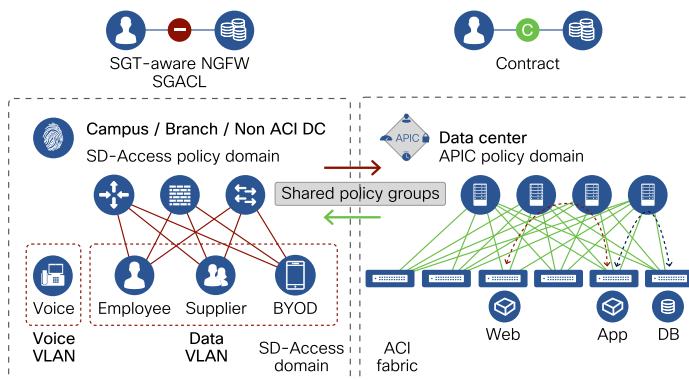 SGT-aware NGFW
SGACL
C
Contract
Campus / Branch / Non ACI DC
SD-Access policy domain
APIC
Data center
APIC policy domain
Shared policy groups
Voice
Employee
Supplier
BYOD
Voice
VLAN
Data
VLAN
SD-Access
domain
Web
App
DB
ACI
fabric